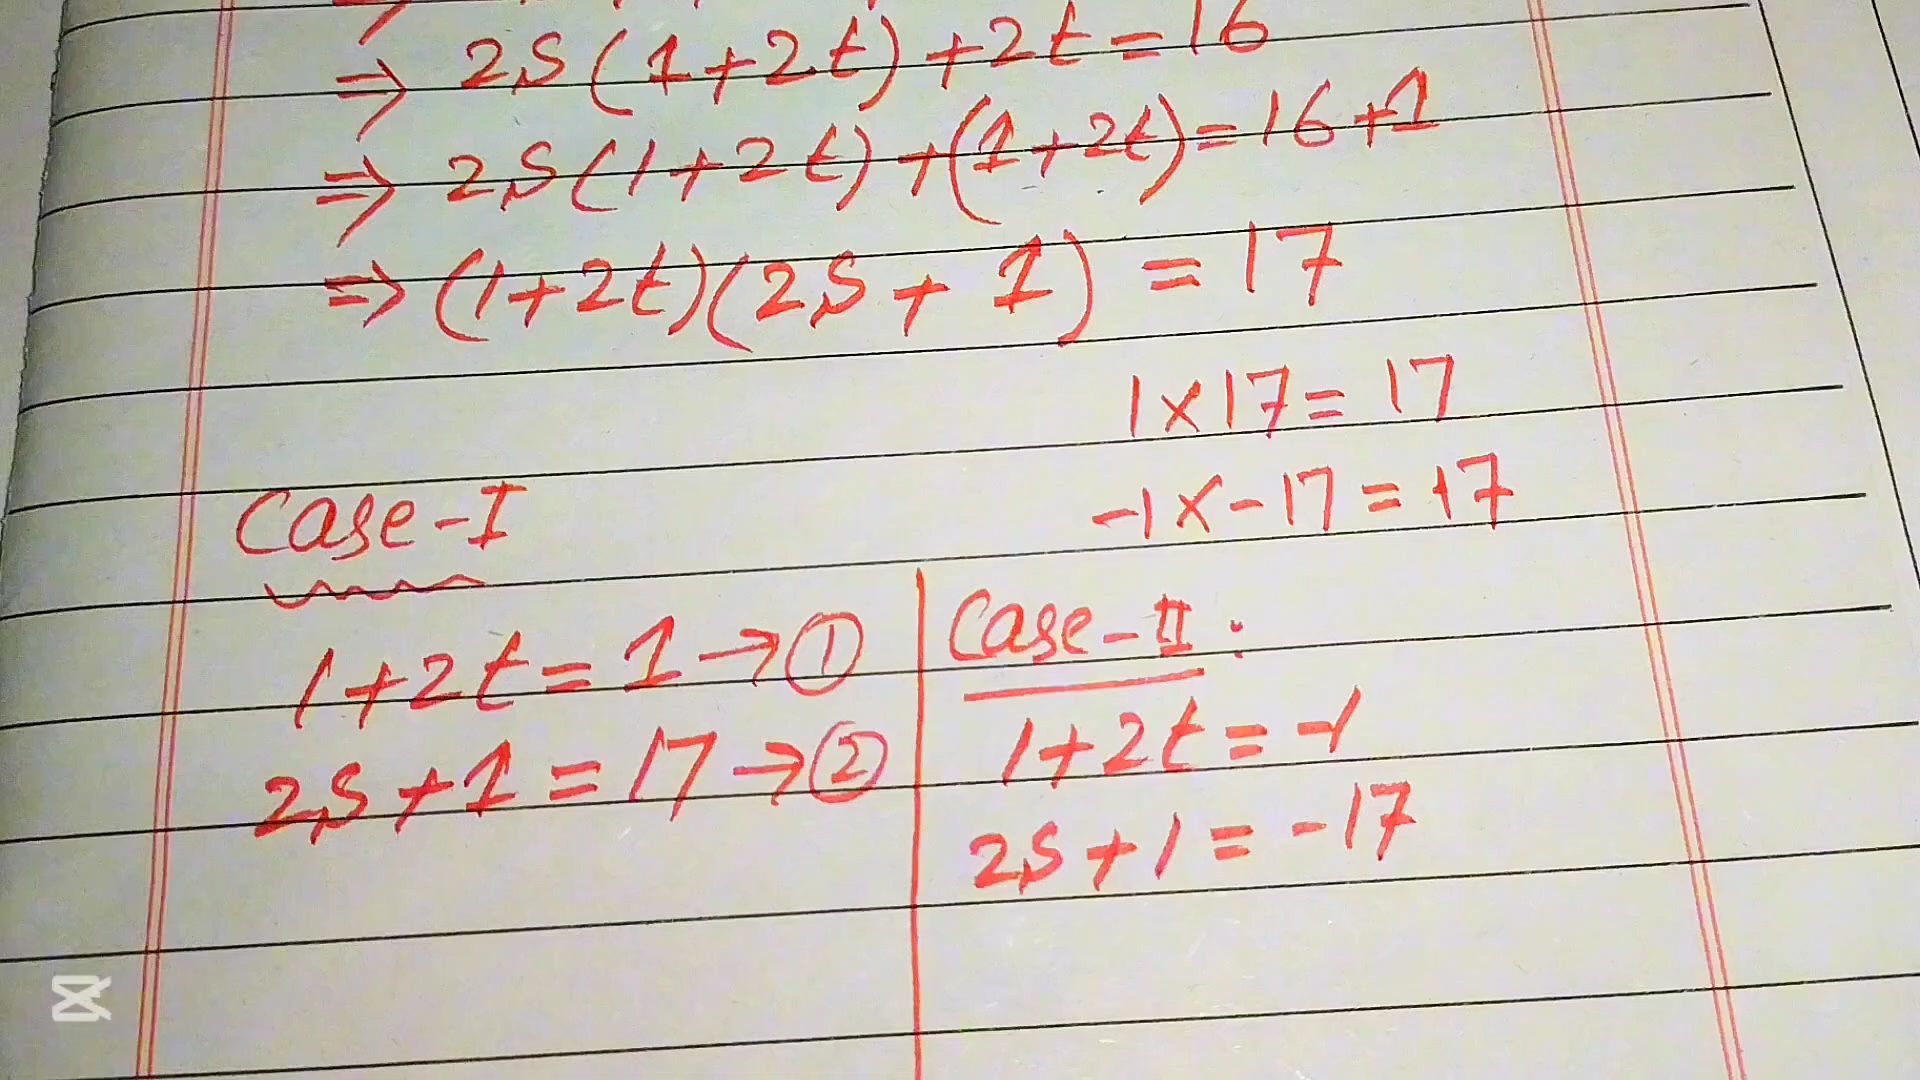 ⇒ 2s(1+2t)+2t=16
⇒ 2s(1+2t)+(1+2t)=16+1
⇒ (1+2t)(2s+1)=17
1×17=17
-1×-17=17
Case-I
1+2t=1→①
2s+1=17→②
Case-II:
1+2t=-1
2s+1=-17